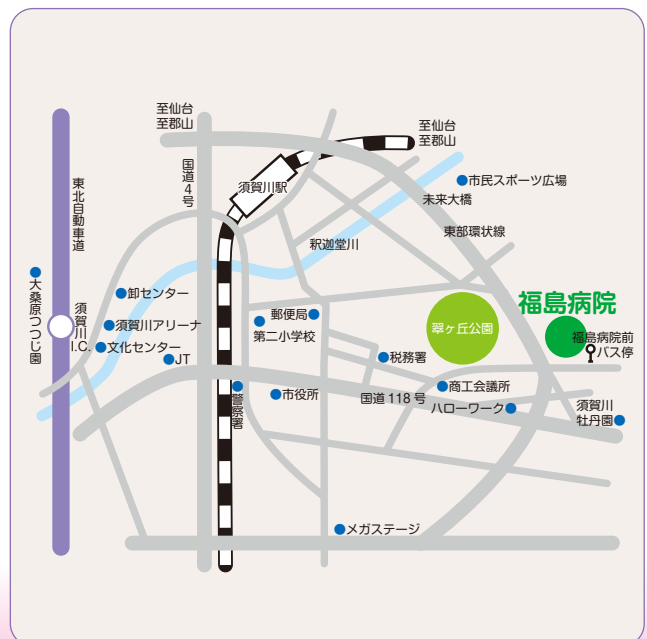 至仙台
至郡山
至仙台
至郡山
国道4号
須賀川駅
市民スポーツ広場
未来大橋
東部環状線
東北自動車道
釈迦堂川
大桑原つつじ園
卸センター
須賀川
I.C.
須賀川アリーナ
文化センター
JT
郵便局
第二小学校
翠ヶ丘公園
福島病院
福島病院前
バス停
税務署
警察署
市役所
国道118号
商工会議所
ハローワーク
須賀川
牡丹園
メガステージ